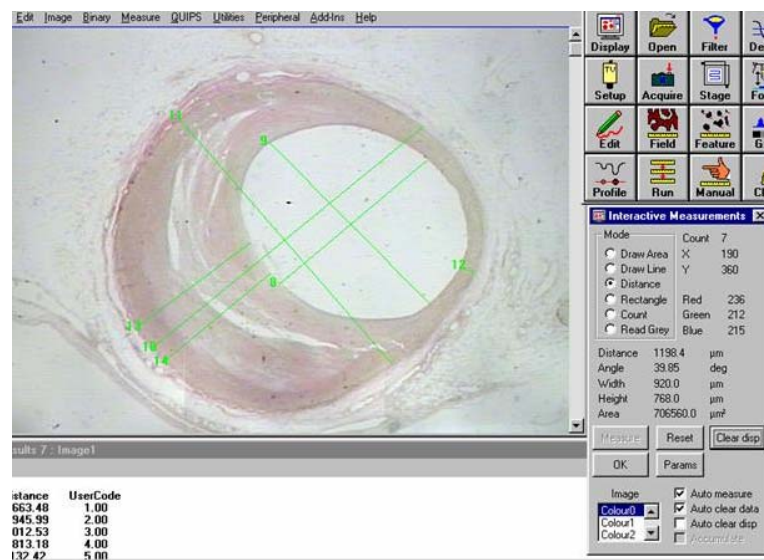 Edit Image Binary Measure QUIPS Utilities Peripheral Add-Ins Help
Display Open Filter
Setup Acquire Stage
Edit Field Feature
Profile Run Manual
11
9
12
8
13
10
14
Interactive Measurements
Mode
Draw Area
Draw Line
Distance
Rectangle
Count
Read Grey
Count 7
X 190
Y 360
Red 236
Green 212
Blue 215
Distance 1198.4 µm
Angle 39.85 deg
Width 920.0 µm
Height 768.0 µm
Area 706560.0 µm²
Measure Reset Clear disp
OK Params
Image
Colour0
Colour1
Colour2
Auto measure
Auto clear data
Auto clear disp
Accumulate
sults 7 : Image1
istance UserCode
663.48 1.00
945.99 2.00
012.53 3.00
813.18 4.00
132.42 5.00